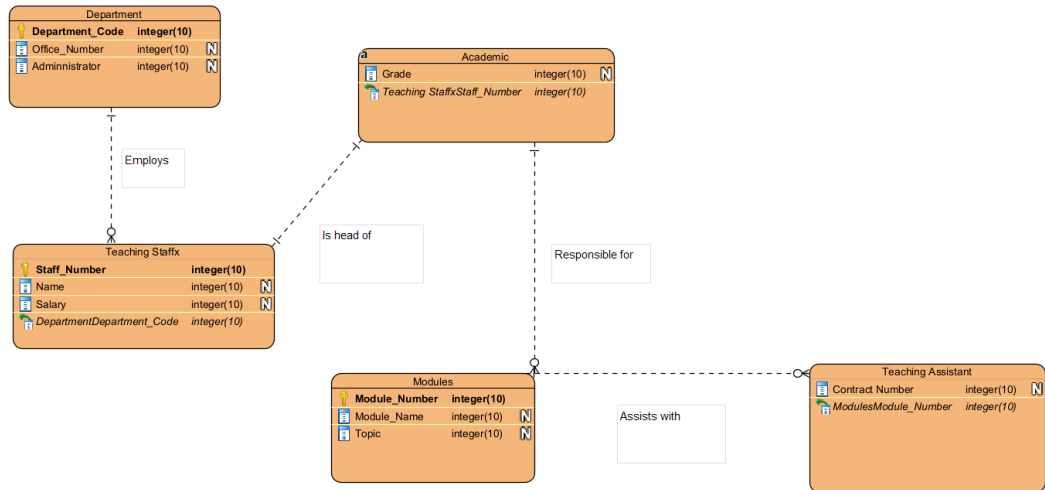 Department
Department_Code integer(10)
Office_Number integer(10) N
Adminnistrator integer(10) N
a
Academic
Grade integer(10) N
Teaching StaffxStaff_Number integer(10)
Employs
Is head of
Responsible for
Teaching Staffx
Staff_Number integer(10)
Name integer(10) N
Salary integer(10) N
DepartmentDepartment_Code integer(10)
Modules
Module_Number integer(10)
Module_Name integer(10) N
Topic integer(10) N
Assists with
Teaching Assistant
Contract Number integer(10) N
ModulesModule_Number integer(10)